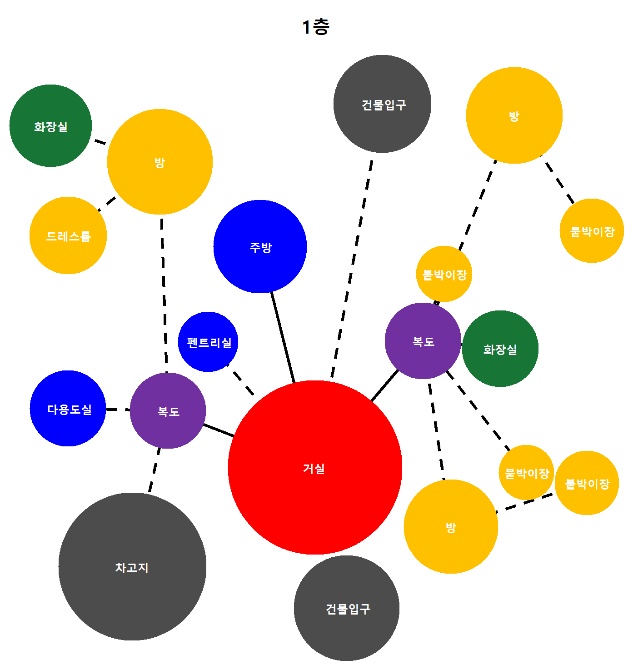 1층
건물입구
방
화장실
방
붙박이장
드레스룸
주방
붙박이장
펜트리실
복도
화장실
다용도실
복도
거실
붙박이장
붙박이장
방
차고지
건물입구